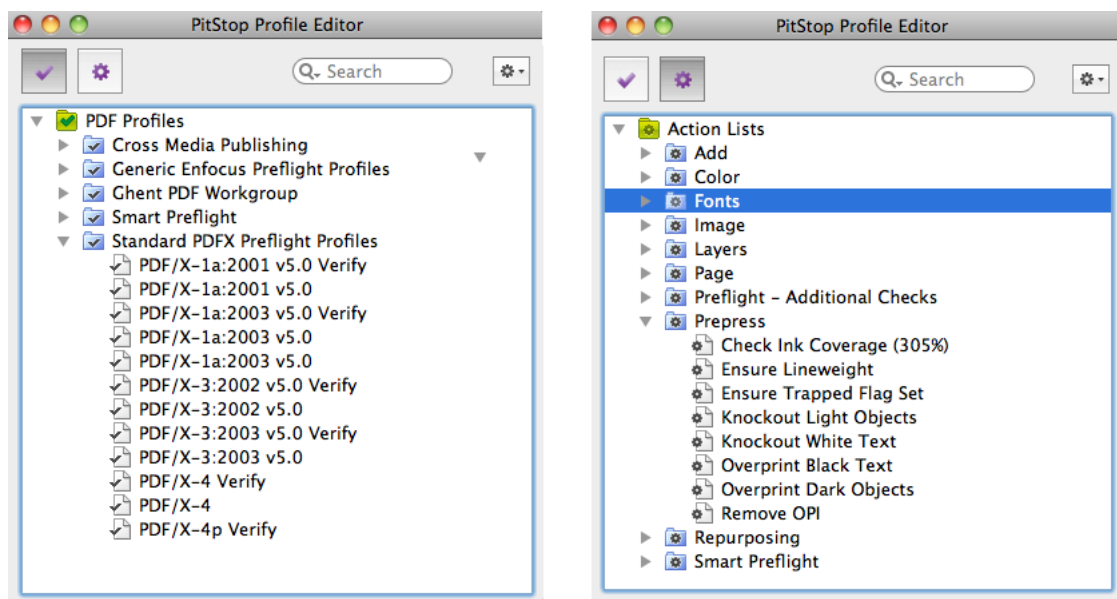 PitStop Profile Editor
Search
PDF Profiles
Cross Media Publishing
Generic Enfocus Preflight Profiles
Ghent PDF Workgroup
Smart Preflight
Standard PDFX Preflight Profiles
PDF/X-1a:2001 v5.0 Verify
PDF/X-1a:2001 v5.0
PDF/X-1a:2003 v5.0 Verify
PDF/X-1a:2003 v5.0
PDF/X-1a:2003 v5.0
PDF/X-3:2002 v5.0 Verify
PDF/X-3:2002 v5.0
PDF/X-3:2003 v5.0 Verify
PDF/X-3:2003 v5.0
PDF/X-4 Verify
PDF/X-4
PDF/X-4p Verify
PitStop Profile Editor
Search
Action Lists
Add
Color
Fonts
Image
Layers
Page
Preflight - Additional Checks
Prepress
Check Ink Coverage (305%)
Ensure Lineweight
Ensure Trapped Flag Set
Knockout Light Objects
Knockout White Text
Overprint Black Text
Overprint Dark Objects
Remove OPI
Repurposing
Smart Preflight